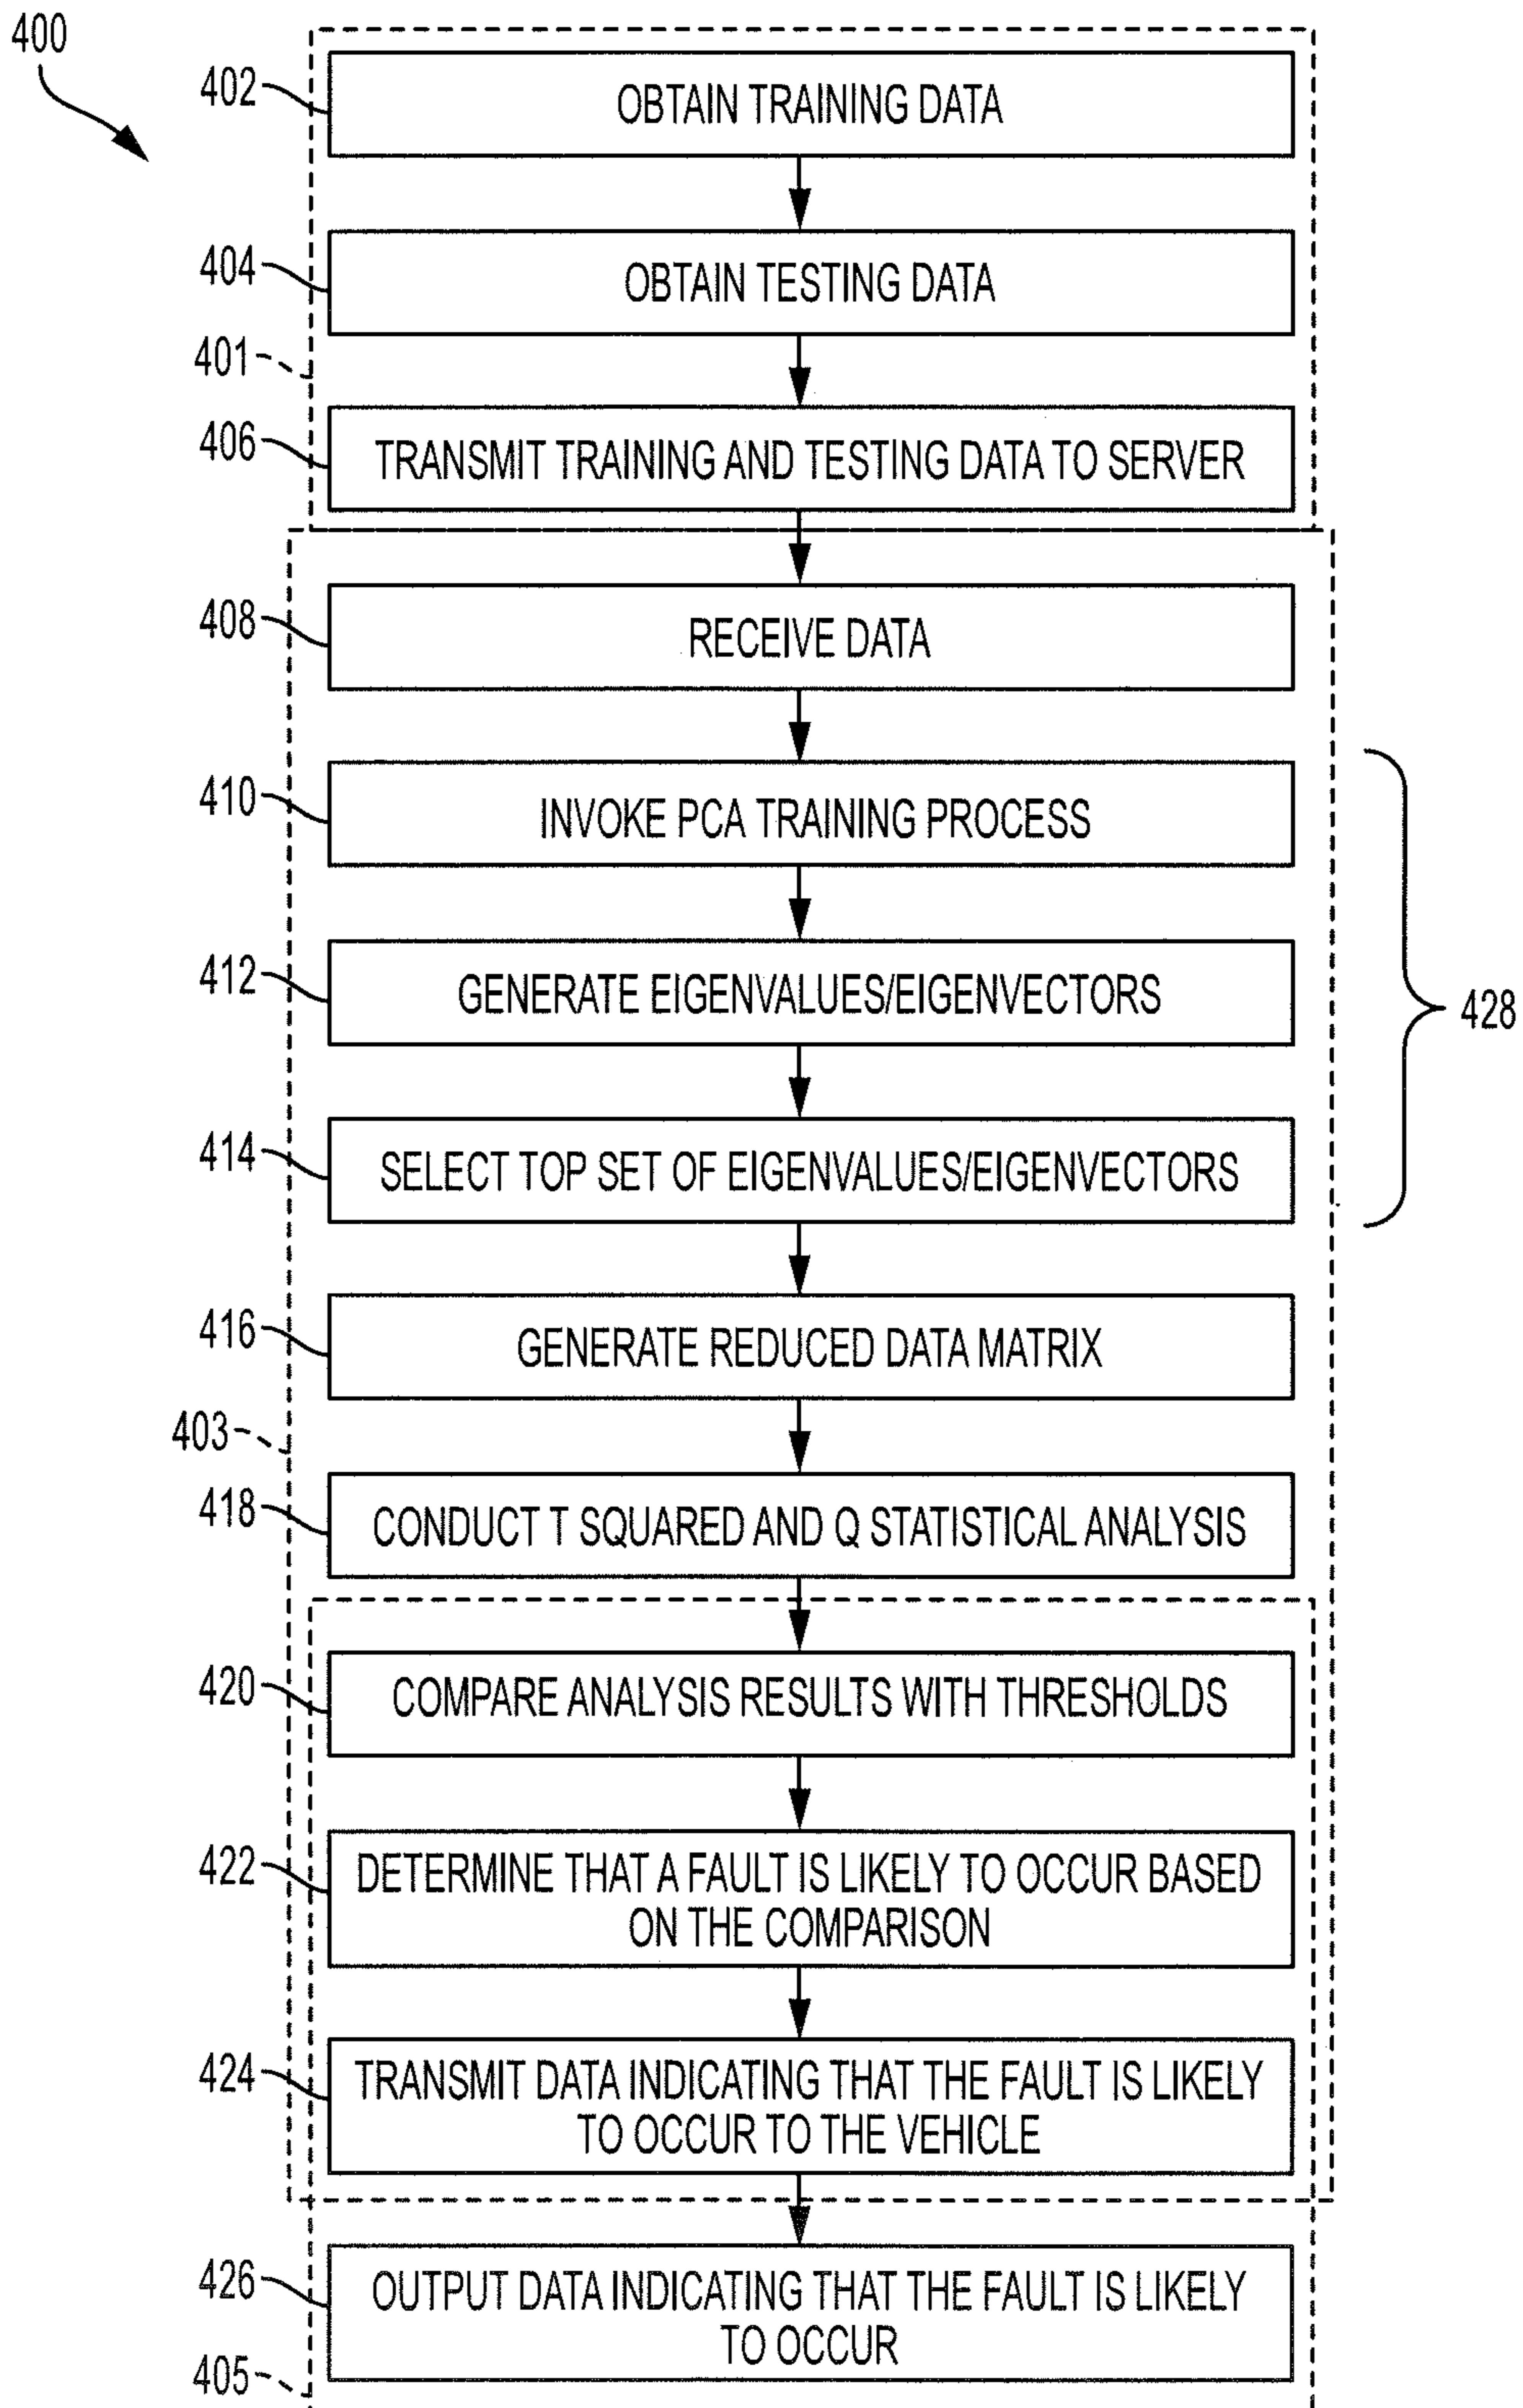 400
402
OBTAIN TRAINING DATA
404
OBTAIN TESTING DATA
401
406
TRANSMIT TRAINING AND TESTING DATA TO SERVER
408
RECEIVE DATA
410
INVOKE PCA TRAINING PROCESS
412
GENERATE EIGENVALUES/EIGENVECTORS
428
414
SELECT TOP SET OF EIGENVALUES/EIGENVECTORS
416
GENERATE REDUCED DATA MATRIX
403
418
CONDUCT T SQUARED AND Q STATISTICAL ANALYSIS
420
COMPARE ANALYSIS RESULTS WITH THRESHOLDS
422
DETERMINE THAT A FAULT IS LIKELY TO OCCUR BASED
ON THE COMPARISON
424
TRANSMIT DATA INDICATING THAT THE FAULT IS LIKELY
TO OCCUR TO THE VEHICLE
426
OUTPUT DATA INDICATING THAT THE FAULT IS LIKELY
TO OCCUR
405